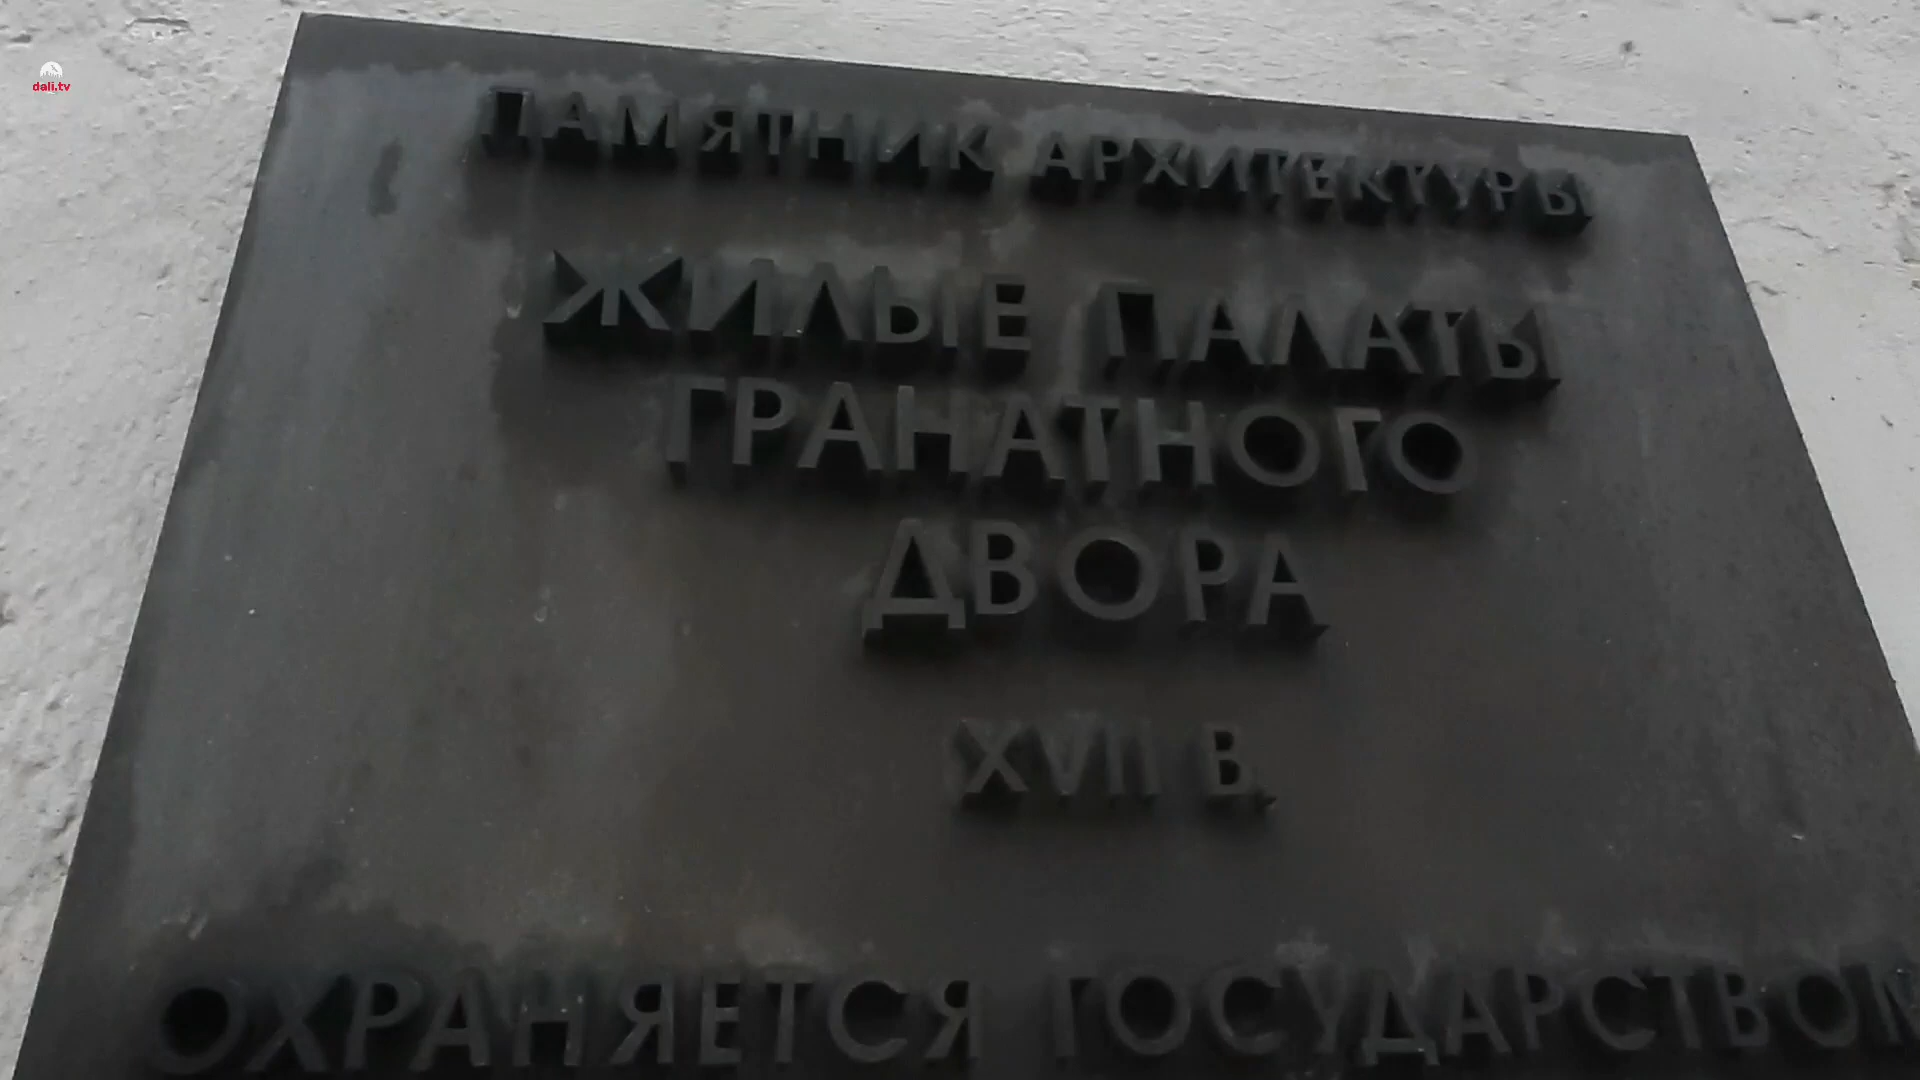 dali.tv
ПАМЯТНИК АРХИТЕКТУРЫ
ЖИЛЫЕ ПАЛАТЫ
ГРАНАТНОГО
ДВОРА
XVII В.
ОХРАНЯЕТСЯ ГОСУДАРСТВОМ